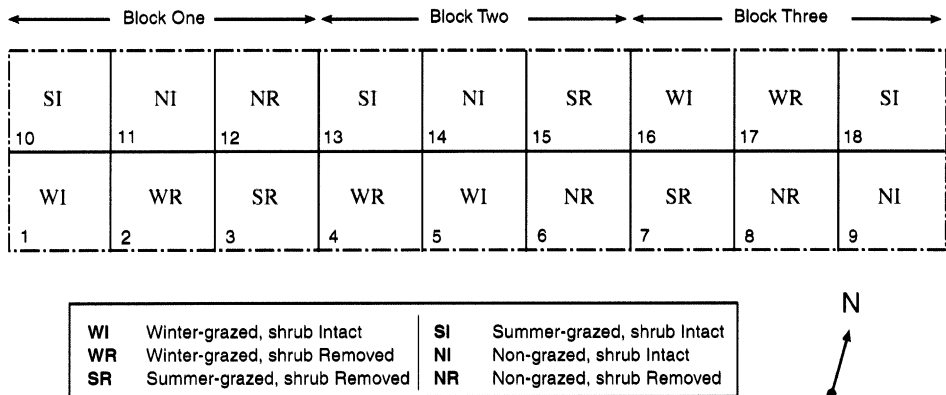 Block One Block Two Block Three
SI NI NR SI NI SR WI WR SI
10 11 12 13 14 15 16 17 18
WI WR SR WR WI NR SR NR NI
1 2 3 4 5 6 7 8 9
N
WI Winter-grazed, shrub Intact SI Summer-grazed, shrub Intact
WR Winter-grazed, shrub Removed NI Non-grazed, shrub Intact
SR Summer-grazed, shrub Removed NR Non-grazed, shrub Removed